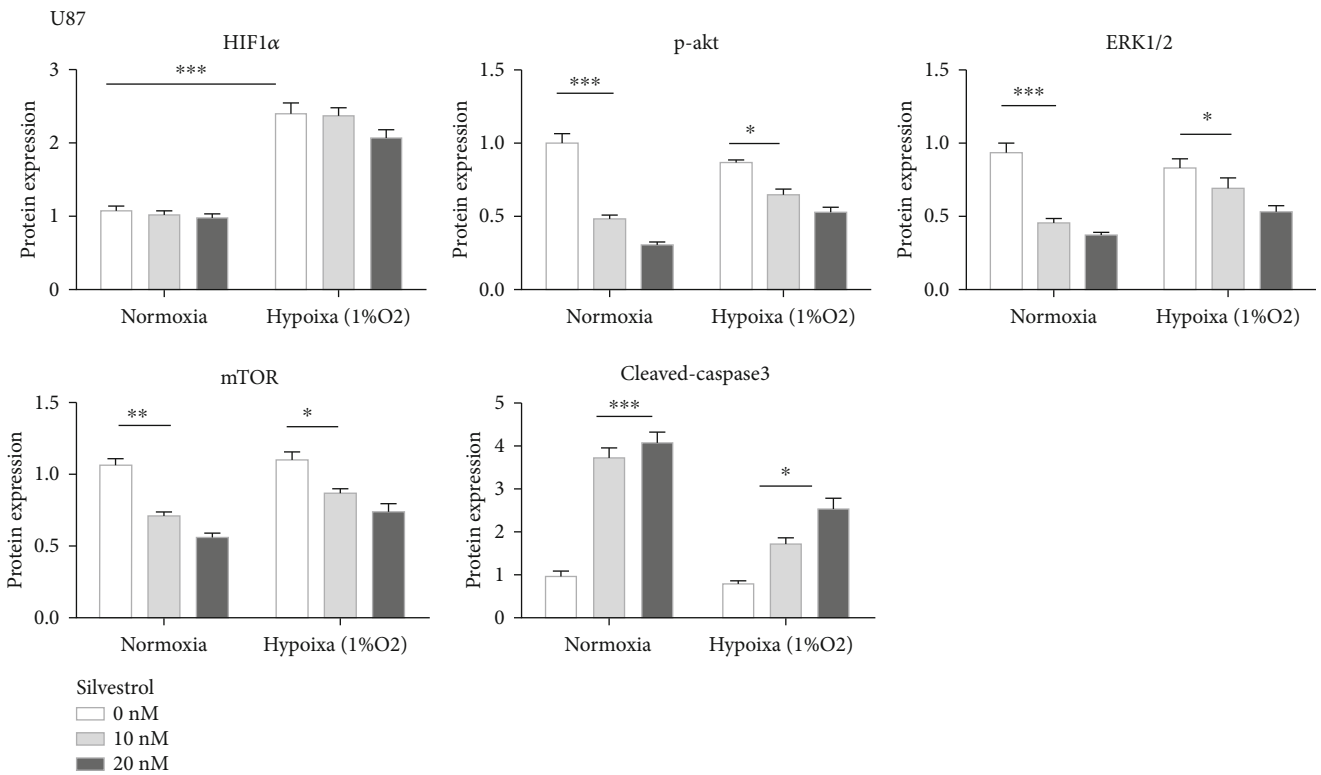 U87
HIF1α
Protein expression
3
2
1
0
***
Normoxia
Hypoixa (1%O2)
p-akt
Protein expression
1.5
1.0
0.5
0.0
***
*
Normoxia
Hypoixa (1%O2)
ERK1/2
Protein expression
1.5
1.0
0.5
0.0
***
*
Normoxia
Hypoixa (1%O2)
mTOR
Protein expression
1.5
1.0
0.5
0.0
**
*
Normoxia
Hypoixa (1%O2)
Cleaved-caspase3
Protein expression
5
4
3
2
1
0
***
*
Normoxia
Hypoixa (1%O2)
Silvestrol
0 nM
10 nM
20 nM